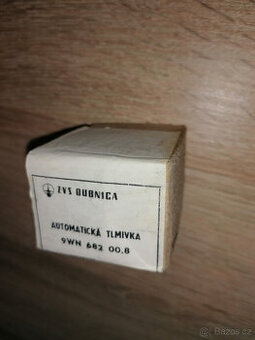 ZVS DUBNICA
AUTOMATICKÁ TLMIVKA
9WN 682 00.8
Bazos.cz